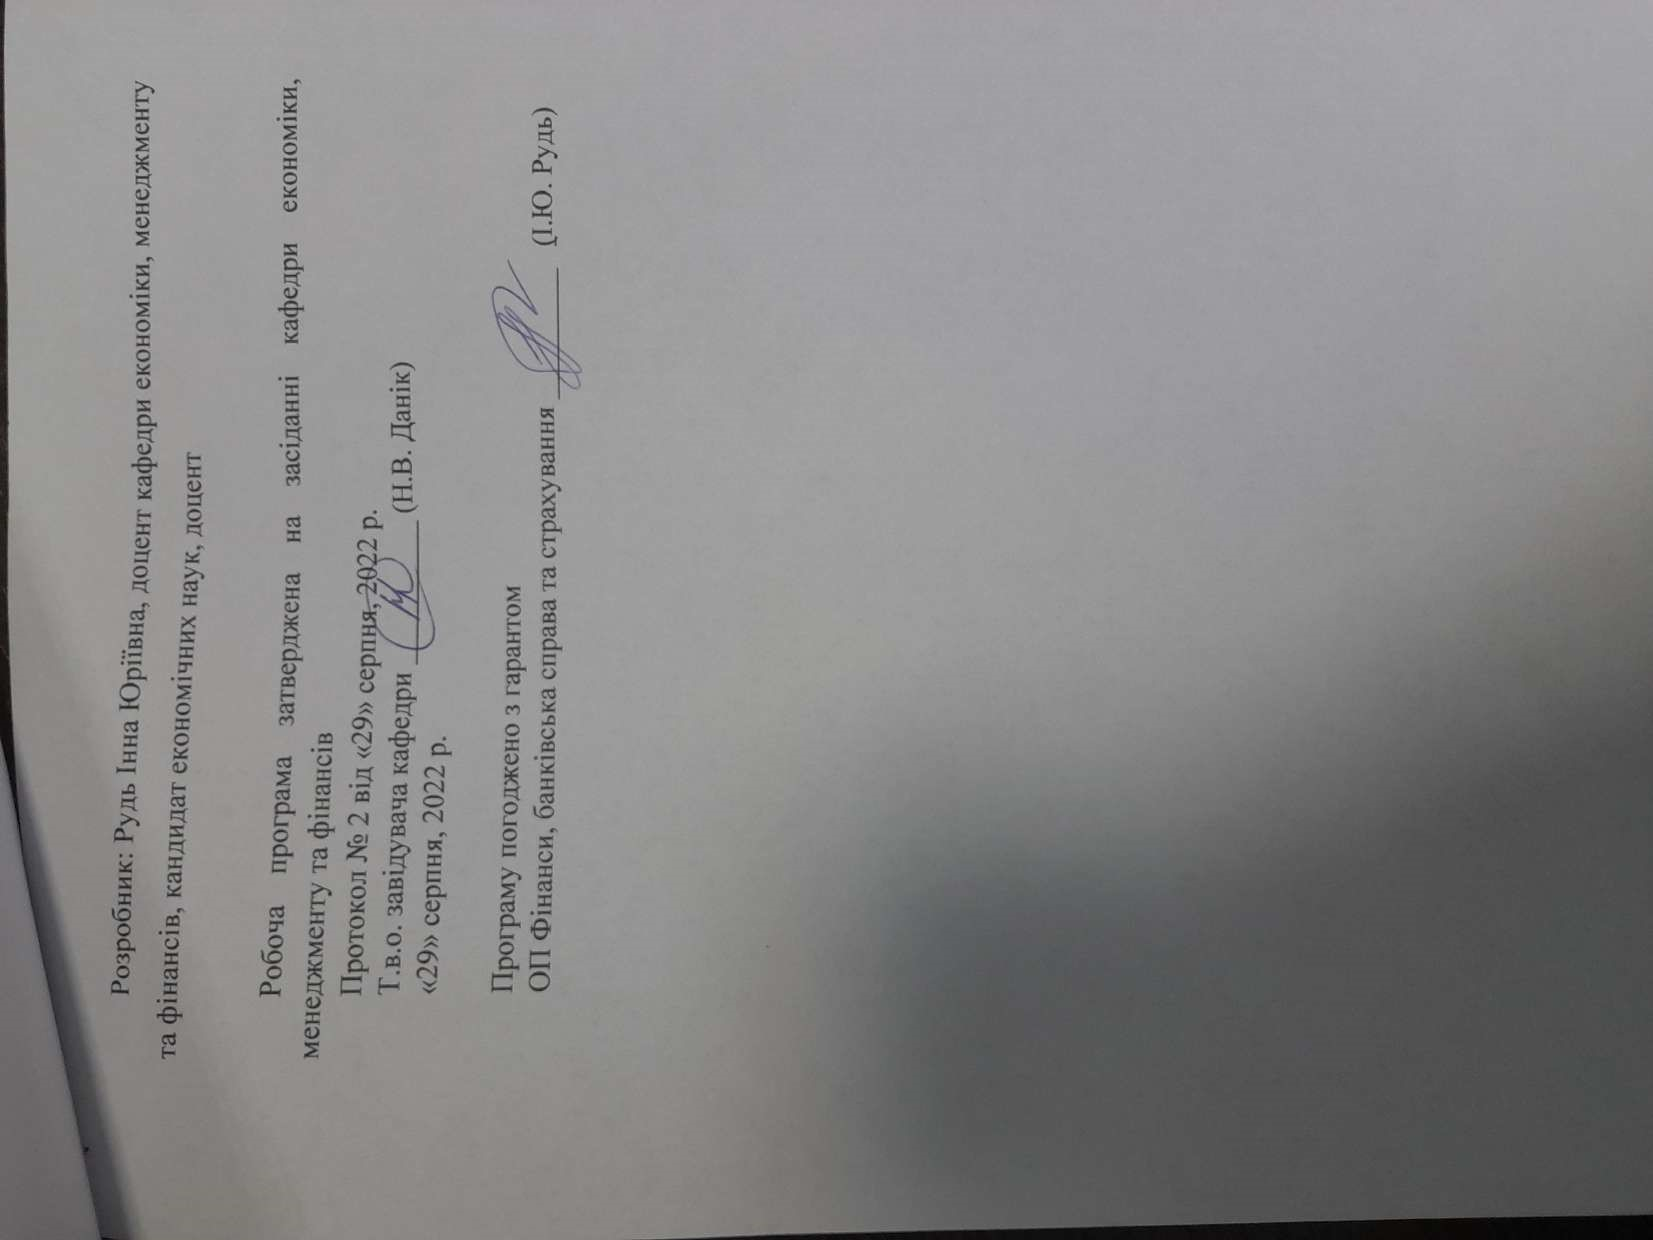 Розробник: Рудь Інна Юріївна, доцент кафедри економіки, менеджменту
та фінансів, кандидат економічних наук, доцент
Робоча програма затверджена на засіданні кафедри економіки,
менеджменту та фінансів
Протокол № 2 від «29» серпня, 2022 р.
Т.в.о. завідувача кафедри ________ (Н.В. Данік)
«29» серпня, 2022 р.
Програму погоджено з гарантом
ОП Фінанси, банківська справа та страхування ________ (І.Ю. Рудь)